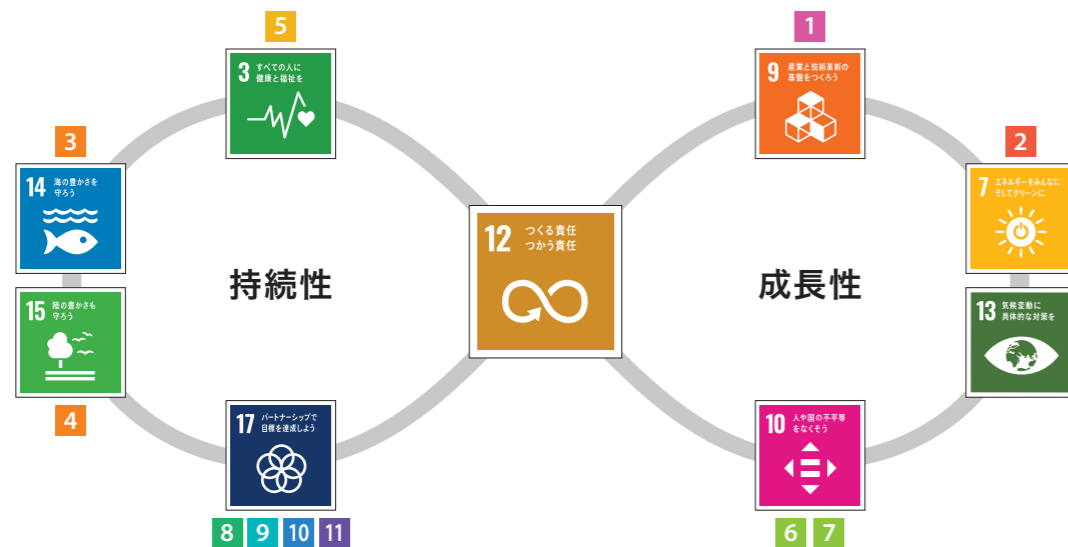 5
3 すべての人に
健康と福祉を
1
9 産業と技術革新の
基盤をつくろう
3
14 海の豊かさを
守ろう
2
7 エネルギーをみんなに
そしてクリーンに
12 つくる責任
つかう責任
持続性
成長性
15 陸の豊かさも
守ろう
4
13 気候変動に
具体的な対策を
17 パートナーシップで
目標を達成しよう
8 9 10 11
10 人や国の不平等
をなくそう
6 7